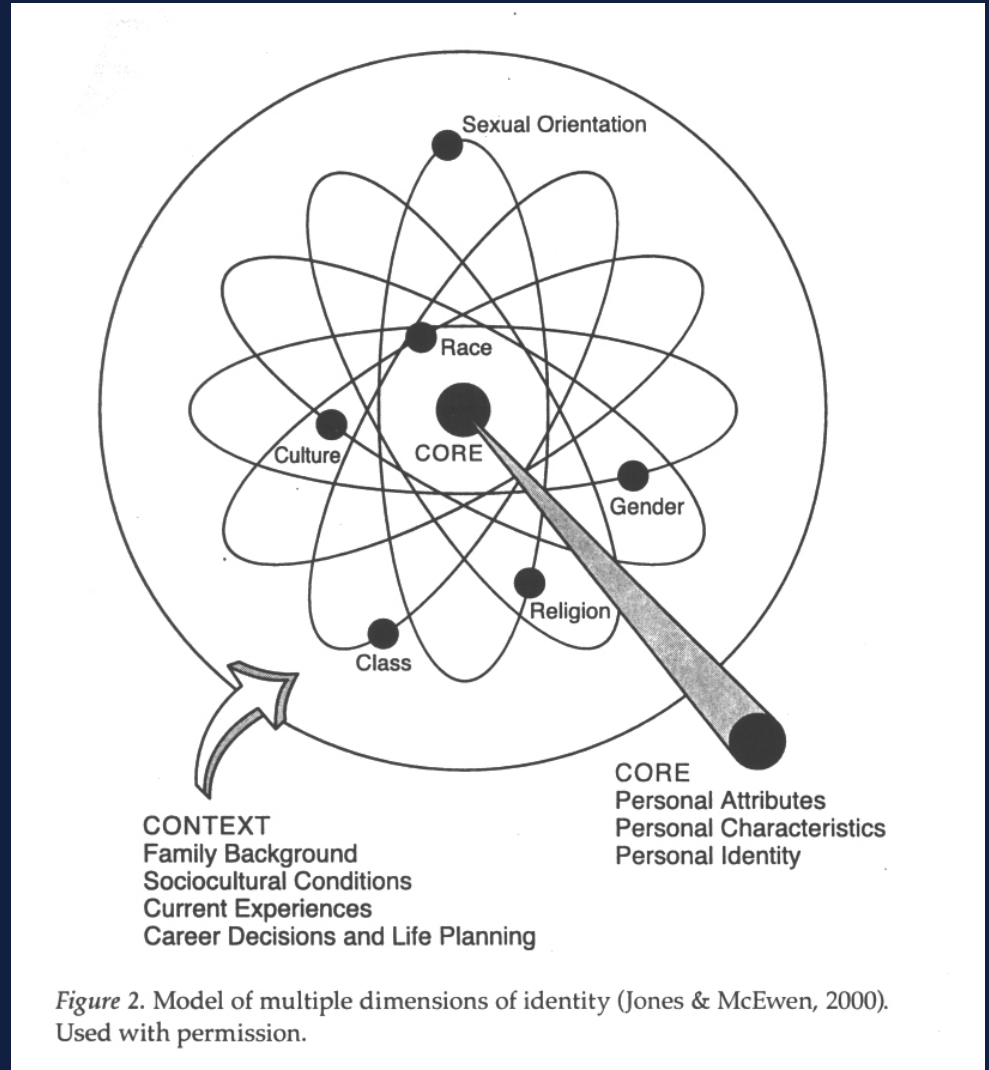 Sexual Orientation
Race
Culture
CORE
Gender
Religion
Class
CORE
Personal Attributes
Personal Characteristics
Personal Identity
CONTEXT
Family Background
Sociocultural Conditions
Current Experiences
Career Decisions and Life Planning
Figure 2. Model of multiple dimensions of identity (Jones & McEwen, 2000).
Used with permission.